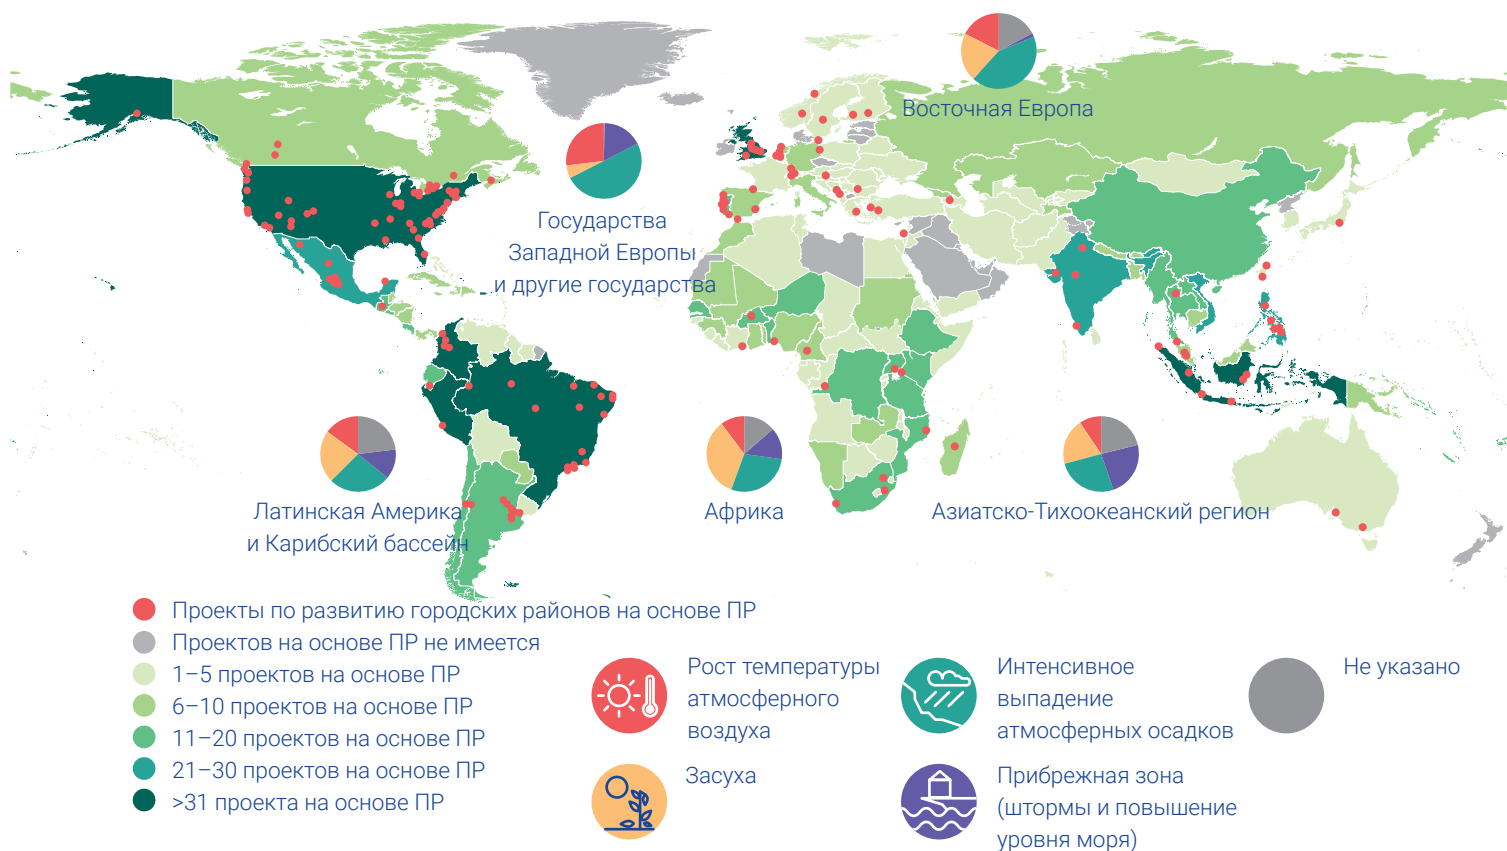 Восточная Европа
Государства
Западной Европы
и другие государства
Латинская Америка
и Карибский бассейн
Африка
Азиатско-Тихоокеанский регион
Проекты по развитию городских районов на основе ПР
Проектов на основе ПР не имеется
1–5 проектов на основе ПР
6–10 проектов на основе ПР
11–20 проектов на основе ПР
21–30 проектов на основе ПР
>31 проекта на основе ПР
Рост температуры
атмосферного
воздуха
Засуха
Интенсивное
выпадение
атмосферных осадков
Прибрежная зона
(штормы и повышение
уровня моря)
Не указано